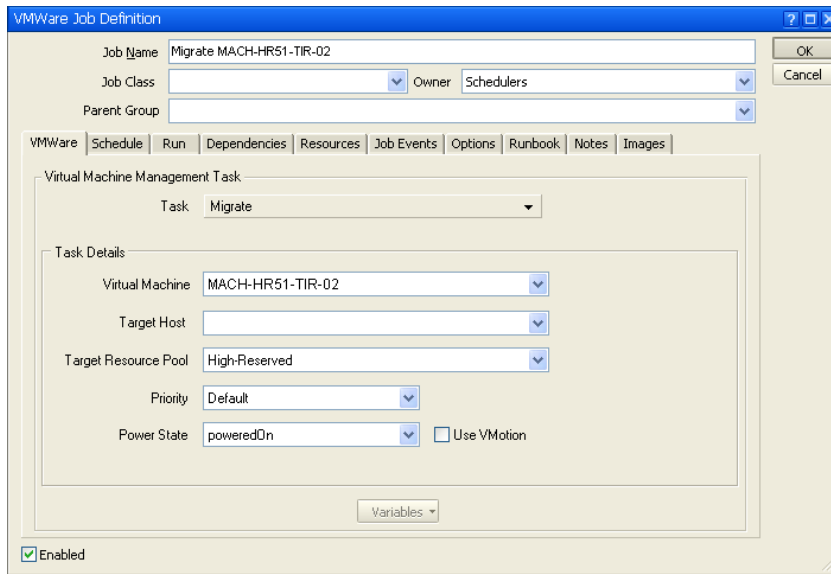 VMWare Job Definition
Job Name Migrate MACH-HR51-TIR-02 OK
Job Class Owner Schedulers Cancel
Parent Group
VMWare Schedule Run Dependencies Resources Job Events Options Runbook Notes Images
Virtual Machine Management Task
Task Migrate
Task Details
Virtual Machine MACH-HR51-TIR-02
Target Host
Target Resource Pool High-Reserved
Priority Default
Power State poweredOn Use VMotion
Variables
Enabled